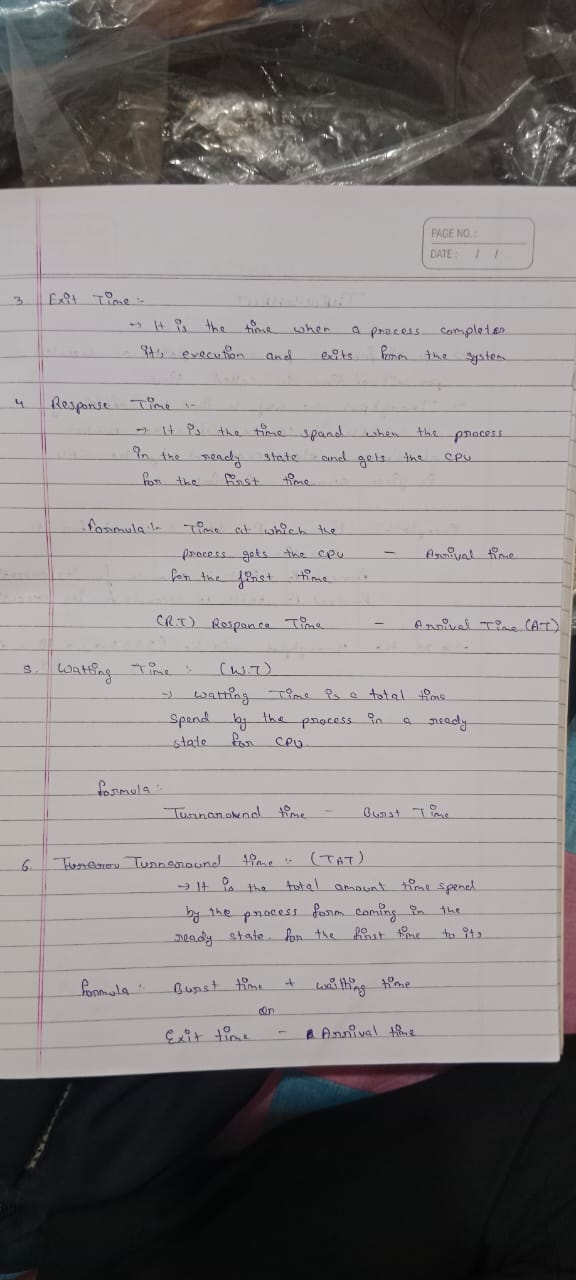 PAGE NO. :
DATE : / /
3 Exit Time :-
→ It is the time when a process completes
it's execution and exits form the system
4 Response Time :-
→ It is the time spand when the process
in the ready state and gets the CPU
for the first time
formula :- Time at which the
process gets the CPU - Arrival time
for the first time
(R.T) Responce Time - Arrival Time (AT)
5. Watting Time : (W.T)
→ watting Time is a total time
spend by the process in a ready
state for CPU.
formula :-
Turnaround time - Burst Time
6. Turnaround time :- (TAT)
→ It is the total amount time spend
by the process form coming in the
ready state for the first time to its
formula : Burst time + waitting time
or
Exit time - Arrival time